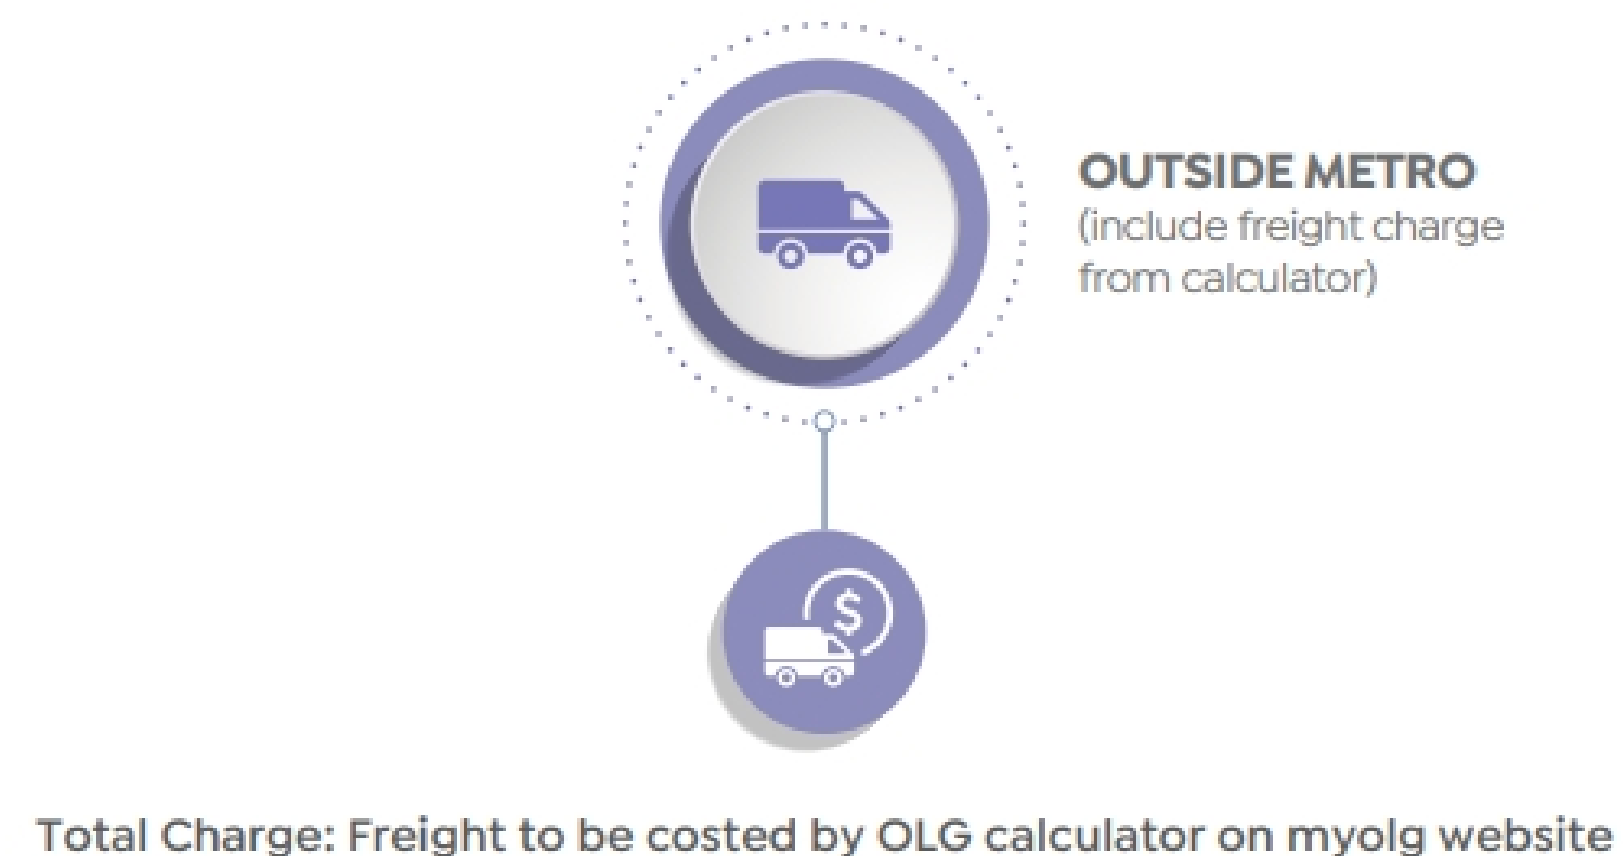 OUTSIDE METRO
(include freight charge
from calculator)
$
Total Charge: Freight to be costed by OLG calculator on myolg website